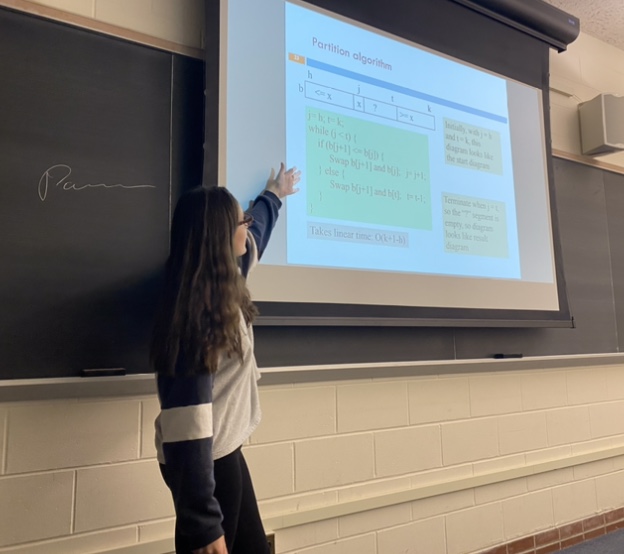 Partition algorithm
h j t k
b <= x x ? >= x
j= h; t= k;
while (j < t) {
if (b[j+1] <= b[j]) {
Swap b[j+1] and b[j]; j= j+1;
} else {
Swap b[j+1] and b[t]; t= t-1;
}
}
Takes linear time: O(k+1-h)
Initially, with j = h
and t = k, this
diagram looks like
the start diagram
Terminate when j = t,
so the "?" segment is
empty, so diagram
looks like result
diagram